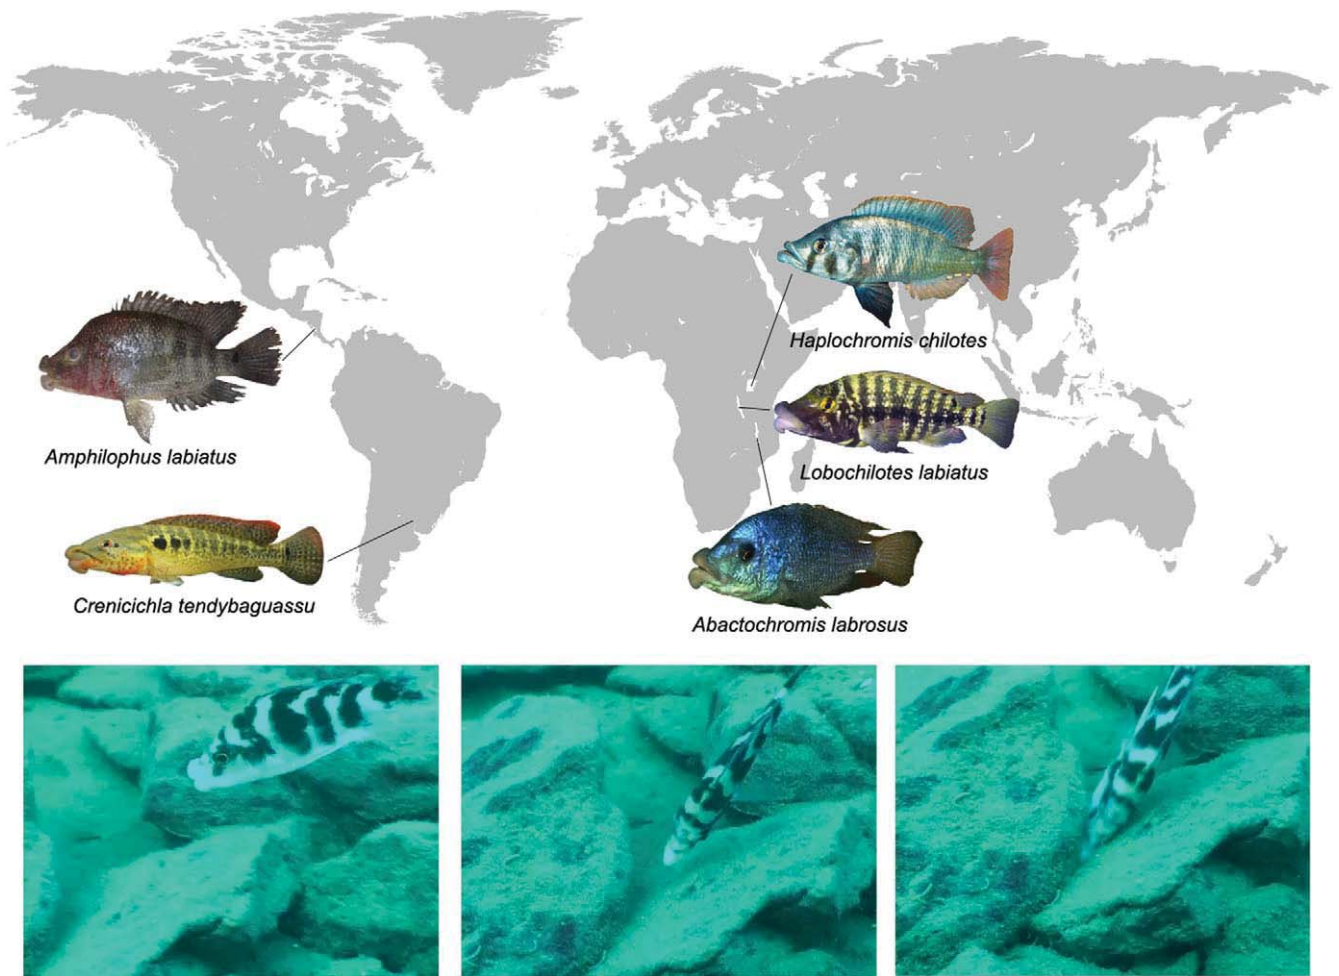 Haplochromis chilotes
Amphilophus labiatus
Lobochilotes labiatus
Crenicichla tendybaguassu
Abactochromis labrosus